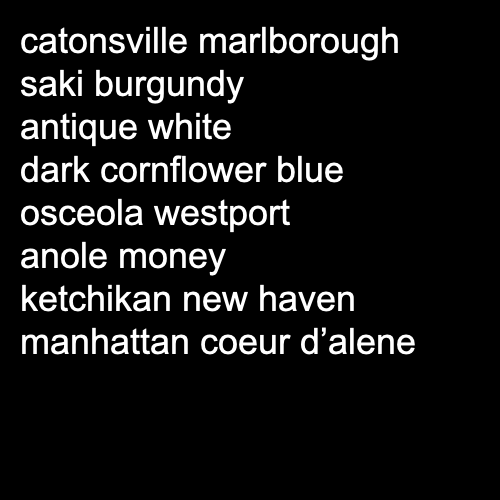 catonsville marlborough
saki burgundy
antique white
dark cornflower blue
osceola westport
anole money
ketchikan new haven
manhattan coeur d’alene